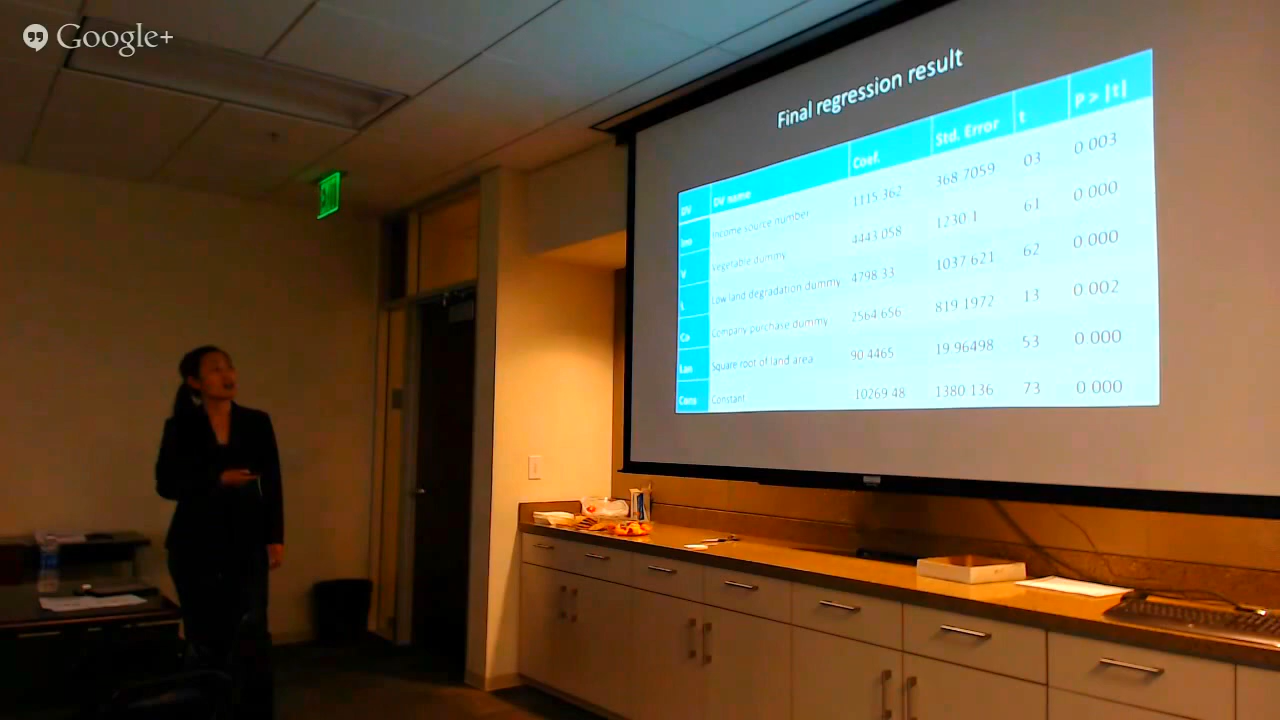 Google+
Final regression result
DV DV name Coef. Std. Error t P > |t|
Income source number 1115 362 368 7059 03 0 003
V Vegetable dummy 4443 058 1230 1 61 0 000
L Low land degradation dummy 4798 33 1037 621 62 0 000
Co Company purchase dummy 2564 656 819 1972 13 0 002
Lan Square root of land area 90 4465 19 96498 53 0 000
Cons Constant 10269 48 1380 136 73 0 000